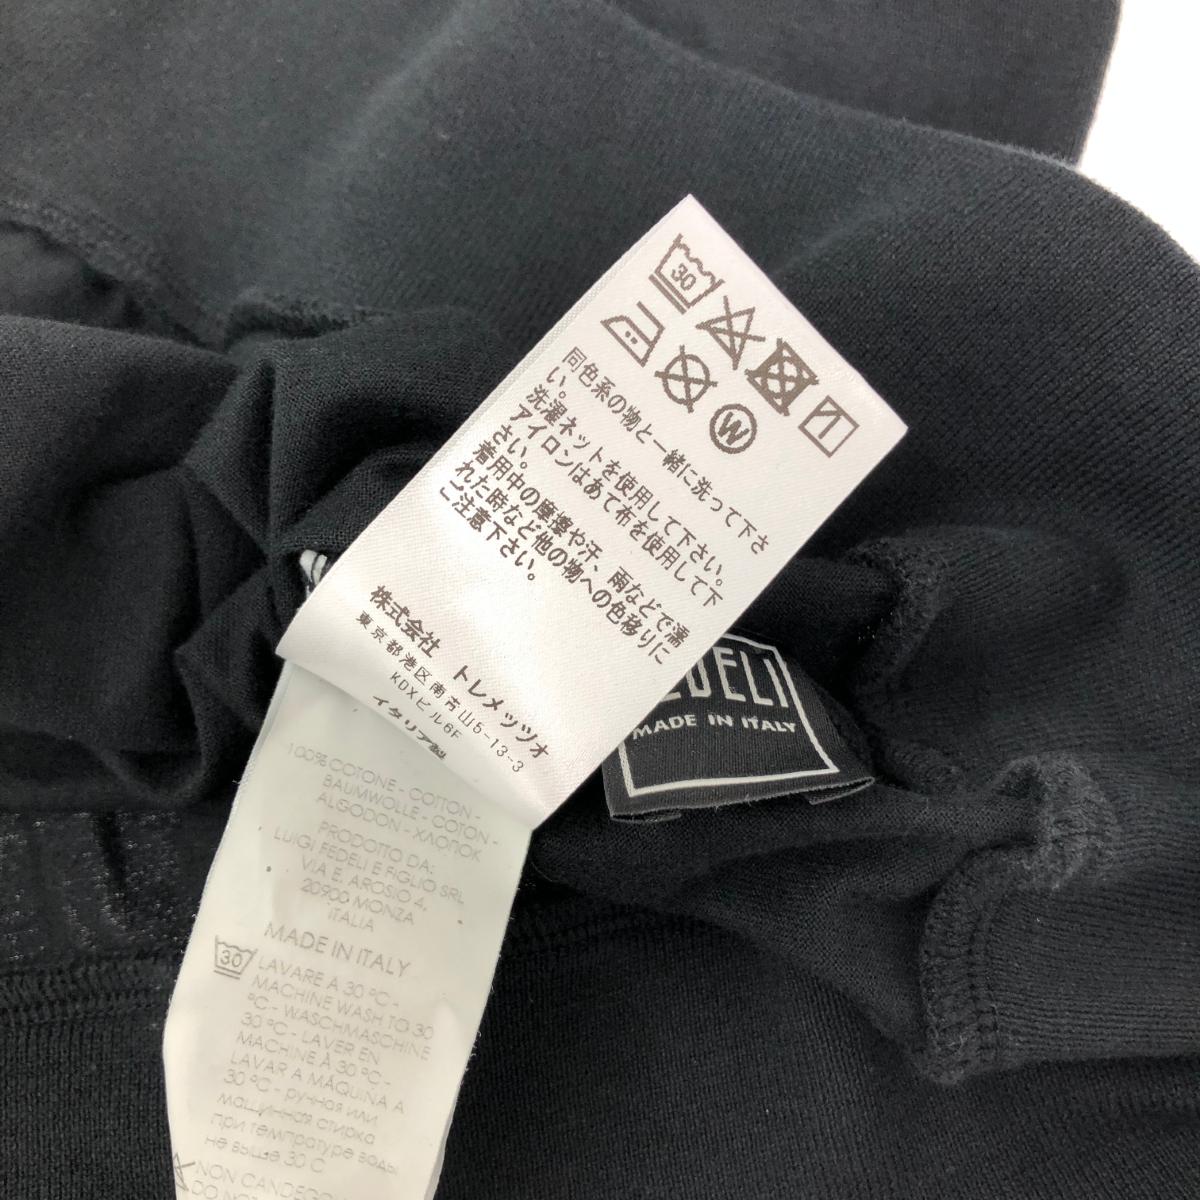 30
W
同色系の物と一緒に洗って下さ
い。
洗濯ネットを使用して下さい。
アイロンはあて布を使用して下
さい。
着用中の摩擦や汗、雨などで濡
れた時など他の物への色移りに
ご注意下さい。
株式会社 トレメッツォ
東京都港区南青山5-13-3
KDXビル6F
イタリア製
MADE IN ITALY
100% COTONE - COTTON -
BAUMWOLLE - COTON -
ALGODON - ХЛОПОК
PRODOTTO DA:
LUIGI FEDELI E FIGLIO SRL
VIA E. AROSIO 4,
20900 MONZA
ITALIA
MADE IN ITALY
30
LAVARE A 30 ºC -
MACHINE WASH TO 30
ºC - WASCHMASCHINE
30 ºC - LAVER EN
MACHINE À 30 ºC -
LAVAR A MÁQUINA A
30 ºC - ручная или
машинная стирка
при температуре воды
не выше 30 С
NON CANDEGG